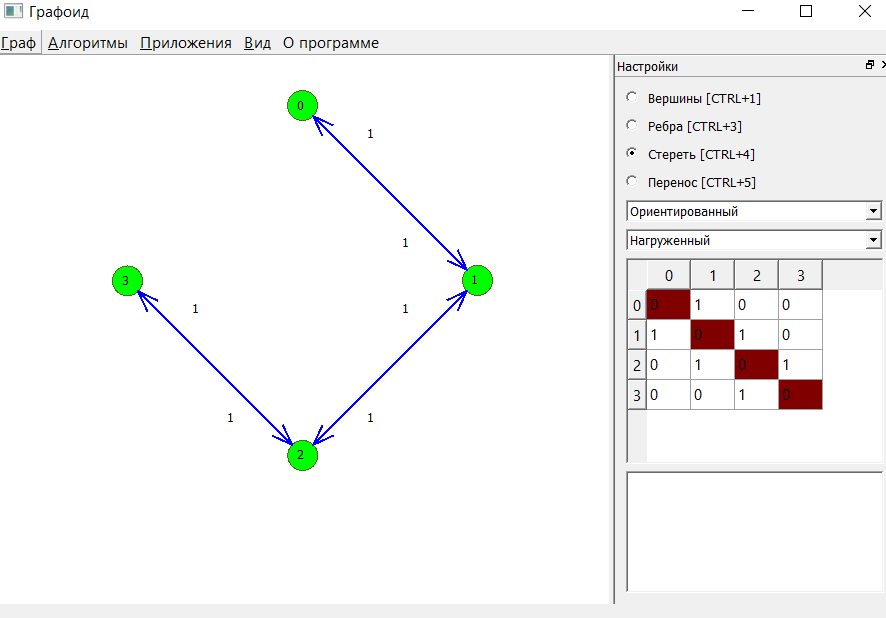 Графоид
Граф Алгоритмы Приложения Вид О программе
0
1
1
3
1
1
1
1
1
2
Настройки
Вершины [CTRL+1]
Ребра [CTRL+3]
Стереть [CTRL+4]
Перенос [CTRL+5]
Ориентированный
Нагруженный
0 1 2 3
0 0 1 0 0
1 1 0 1 0
2 0 1 0 1
3 0 0 1 0